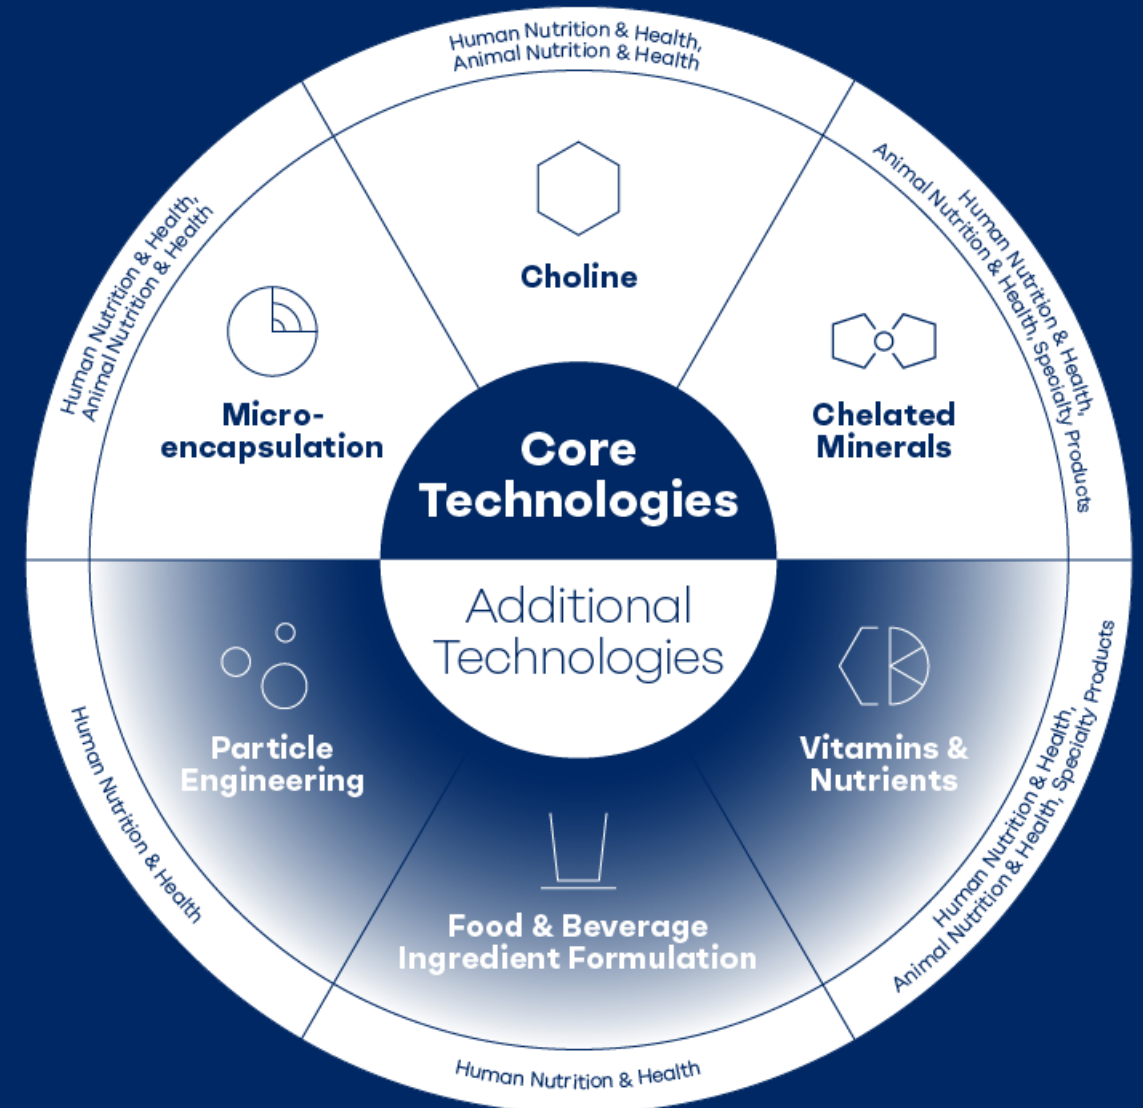 Human Nutrition & Health,
Animal Nutrition & Health
Choline
Human Nutrition & Health,
Animal Nutrition & Health, Specialty Products
Chelated
Minerals
Human Nutrition & Health,
Animal Nutrition & Health
Micro-
encapsulation
Core
Technologies
Additional
Technologies
Particle
Engineering
Human Nutrition & Health
Vitamins &
Nutrients
Human Nutrition & Health,
Animal Nutrition & Health, Specialty Products
Food & Beverage
Ingredient Formulation
Human Nutrition & Health